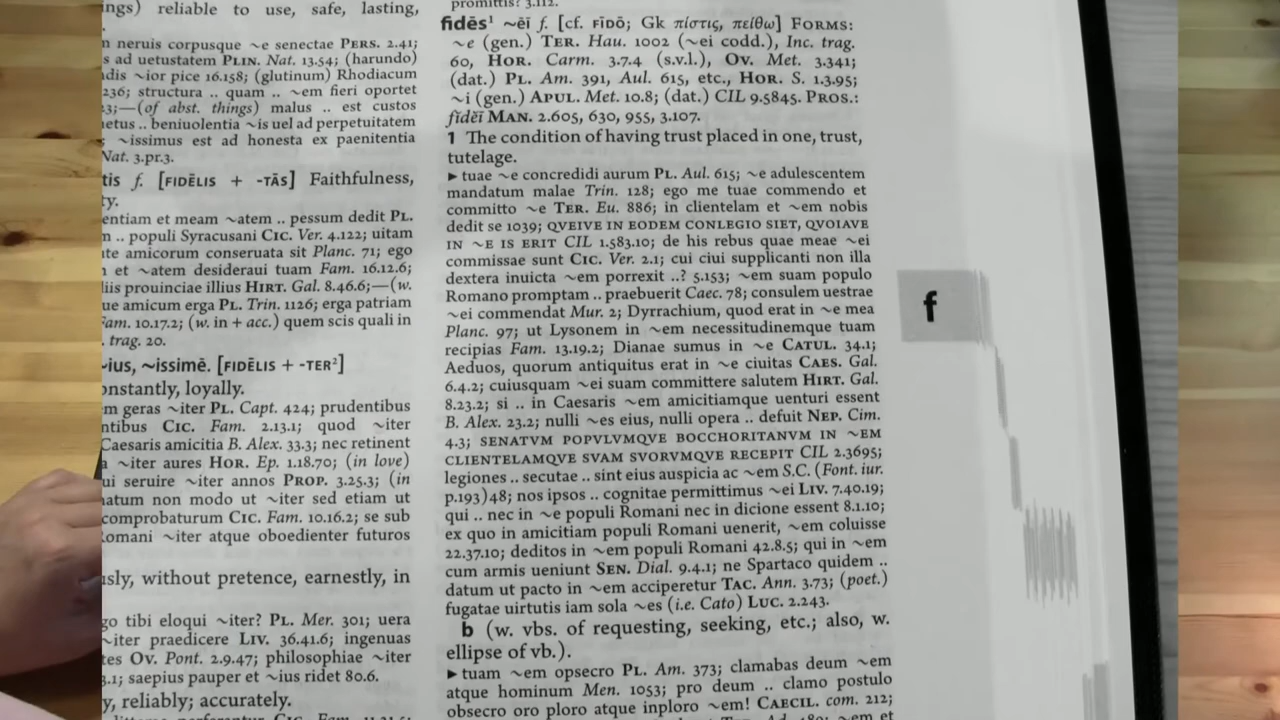 ings) reliable to use, safe, lasting,
n neruis corpusque ~e senectae PERS. 2.41;
s ad uetustatem PLIN. Nat. 13.54; (harundo)
~ior pice 16.158; (glutinum) Rhodiacum
236; structura .. quam .. ~em fieri oportet
3;—(of abst. things) malus .. est custos
.. beniuolentia ~is uel ad perpetuitatem
; ~issimus est ad honesta ex paenitentia
Nat. 3.pr.3.
tis f. [FIDĒLIS + -TĀS] Faithfulness,
ty.
entiam et meam ~atem .. pessum dedit PL.
n .. populi Syracusani CIC. Ver. 4.122; uitam
te amicorum conseruata sit Planc. 71; ego
et ~atem desideraui tuam Fam. 16.12.6;
liis prouinciae illius HIRT. Gal. 8.46.6;—(w.
ue amicum erga PL. Trin. 1126; erga patriam
Fam. 10.17.2; (w. in + acc.) quem scis quali in
. trag. 20.
~ius, ~issimē. [FIDĒLIS + -TER²]
onstantly, loyally.
m geras ~iter PL. Capt. 424; prudentibus
ntibus CIC. Fam. 2.13.1; quod ~iter
Caesaris amicitia B. Alex. 33.3; nec retinent
a ~iter aures HOR. Ep. 1.18.70; (in love)
ui seruire ~iter annos PROP. 3.25.3; (in
natum non modo ut ~iter sed etiam ut
comprobaturum CIC. Fam. 10.16.2; se sub
Romani ~iter atque oboedienter futuros
usly, without pretence, earnestly, in
go tibi eloqui ~iter? PL. Mer. 301; uera
~iter praedicere LIV. 36.41.6; ingenuas
tes OV. Pont. 2.9.47; philosophiae ~iter
3.1; saepius pauper et ~ius ridet 80.6.
y, reliably; accurately.
promittis? 3.112.
fidēs¹ ~ēī f. [cf. FĪDŌ; Gk πίστις, πείθω] FORMS:
~e (gen.) TER. Hau. 1002 (~ei codd.), Inc. trag.
60, HOR. Carm. 3.7.4 (s.v.l.), OV. Met. 3.341;
(dat.) PL. Am. 391, Aul. 615, etc., HOR. S. 1.3.95;
~i (gen.) APUL. Met. 10.8; (dat.) CIL 9.5845. PROS.:
fidēī MAN. 2.605, 630, 955, 3.107.
1 The condition of having trust placed in one, trust,
tutelage.
▸ tuae ~e concredidi aurum PL. Aul. 615; ~e adulescentem
mandatum malae Trin. 128; ego me tuae commendo et
committo ~e TER. Eu. 886; in clientelam et ~em nobis
dedit se 1039; QVEIVE IN EODEM CONLEGIO SIET, QVOIAVE
IN ~E IS ERIT CIL 1.583.10; de his rebus quae meae ~ei
commissae sunt CIC. Ver. 2.1; cui ciui supplicanti non illa
dextera inuicta ~em porrexit ..? 5.153; ~em suam populo
Romano promptam .. praebuerit Caec. 78; consulem uestrae
~ei commendat Mur. 2; Dyrrachium, quod erat in ~e mea
Planc. 97; ut Lysonem in ~em necessitudinemque tuam
recipias Fam. 13.19.2; Dianae sumus in ~e CATUL. 34.1;
Aeduos, quorum antiquitus erat in ~e ciuitas CAES. Gal.
6.4.2; cuiusquam ~ei suam committere salutem HIRT. Gal.
8.23.2; si .. in Caesaris ~em amicitiamque uenturi essent
B. Alex. 23.2; nulli ~es eius, nulli opera .. defuit NEP. Cim.
4.3; SENATVM POPVLVMQVE BOCCHORITANVM IN ~EM
CLIENTELAMQVE SVAM SVORVMQVE RECEPIT CIL 2.3695;
legiones .. secutae .. sint eius auspicia ac ~em S.C. (Font. iur.
p.193)48; nos ipsos .. cognitae permittimus ~ei LIV. 7.40.19;
qui .. nec in ~e populi Romani nec in dicione essent 8.1.10;
ex quo in amicitiam populi Romani uenerit, ~em coluisse
22.37.10; deditos in ~em populi Romani 42.8.5; qui in ~em
cum armis ueniunt SEN. Dial. 9.4.1; ne Spartaco quidem ..
datum ut pacto in ~em acciperetur TAC. Ann. 3.73; (poet.)
fugatae uirtutis iam sola ~es (i.e. Cato) LUC. 2.243.
b (w. vbs. of requesting, seeking, etc.; also, w.
ellipse of vb.).
▸ tuam ~em opsecro PL. Am. 373; clamabas deum ~em
atque hominum Men. 1053; pro deum .. clamo postulo
obsecro oro ploro atque inploro ~em! CAECIL. com. 212;
f